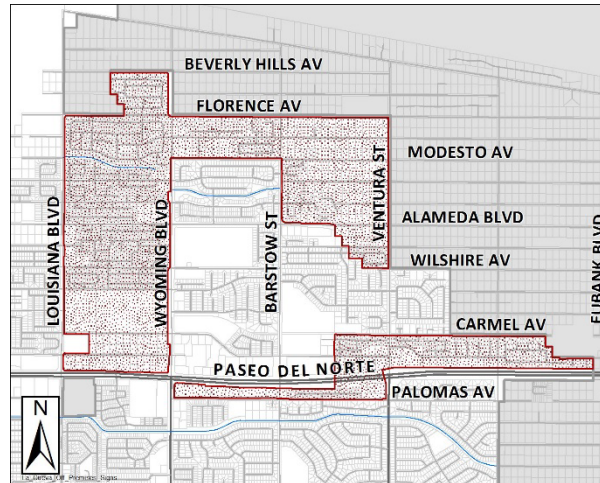 BEVERLY HILLS AV
FLORENCE AV
MODESTO AV
LOUISIANA BLVD
WYOMING BLVD
BARSTOW ST
VENTURA ST
ALAMEDA BLVD
WILSHIRE AV
EUBANK BLVD
CARMEL AV
PASEO DEL NORTE
PALOMAS AV
N
La_Cueva_Off_Premises_Signs